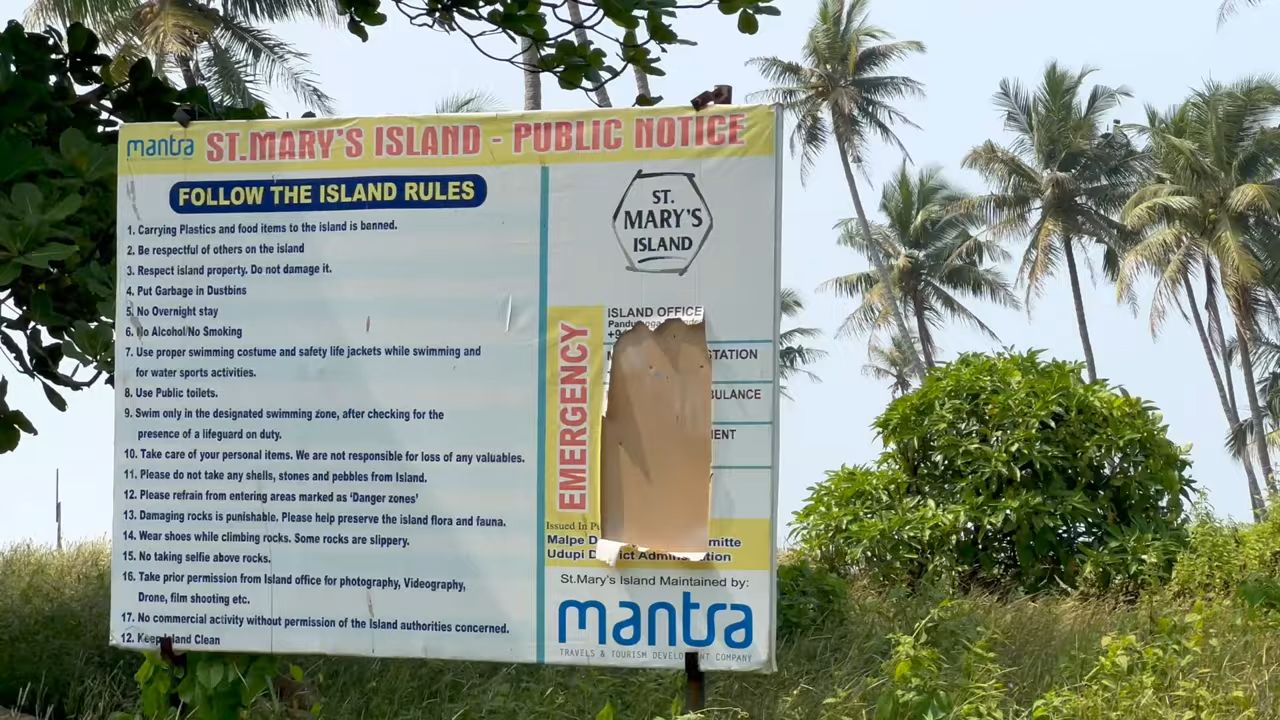 mantra ST.MARY'S ISLAND - PUBLIC NOTICE
FOLLOW THE ISLAND RULES
1. Carrying Plastics and food items to the island is banned.
2. Be respectful of others on the island
3. Respect island property. Do not damage it.
4. Put Garbage in Dustbins
5. No Overnight stay
6. No Alcohol/No Smoking
7. Use proper swimming costume and safety life jackets while swimming and
for water sports activities.
8. Use Public toilets.
9. Swim only in the designated swimming zone, after checking for the
presence of a lifeguard on duty.
10. Take care of your personal items. We are not responsible for loss of any valuables.
11. Please do not take any shells, stones and pebbles from Island.
12. Please refrain from entering areas marked as 'Danger zones'
13. Damaging rocks is punishable. Please help preserve the island flora and fauna.
14. Wear shoes while climbing rocks. Some rocks are slippery.
15. No taking selfie above rocks.
16. Take prior permission from Island office for photography, Videography,
Drone, film shooting etc.
17. No commercial activity without permission of the Island authorities concerned.
12. Keep Island Clean
ST.
MARY'S
ISLAND
EMERGENCY
ISLAND OFFICE
Issued In
Malpe
Udupi
St.Mary's Island Maintained by:
mantra
TRAVELS & TOURISM DEVELOPMENT COMPANY